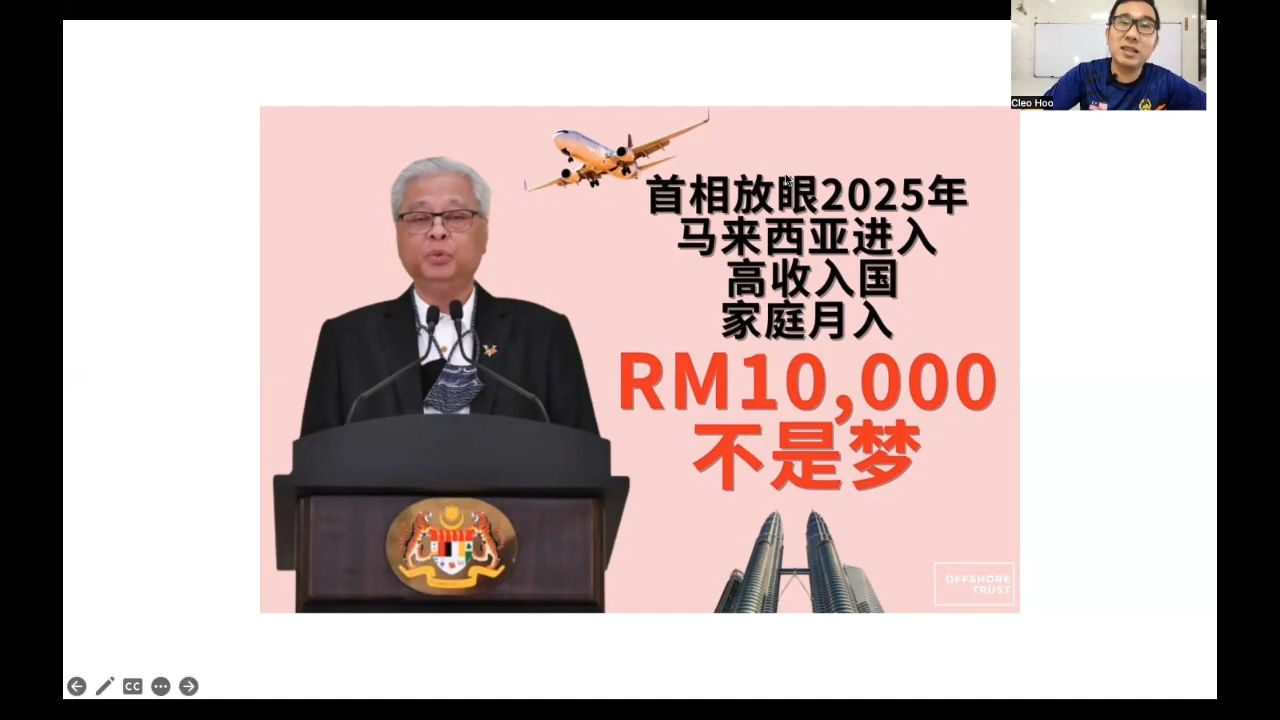 Cleo Hoo
首相放眼2025年
马来西亚进入
高收入国
家庭月入
RM10,000
不是梦
OFFSHORE
TRUST
CC